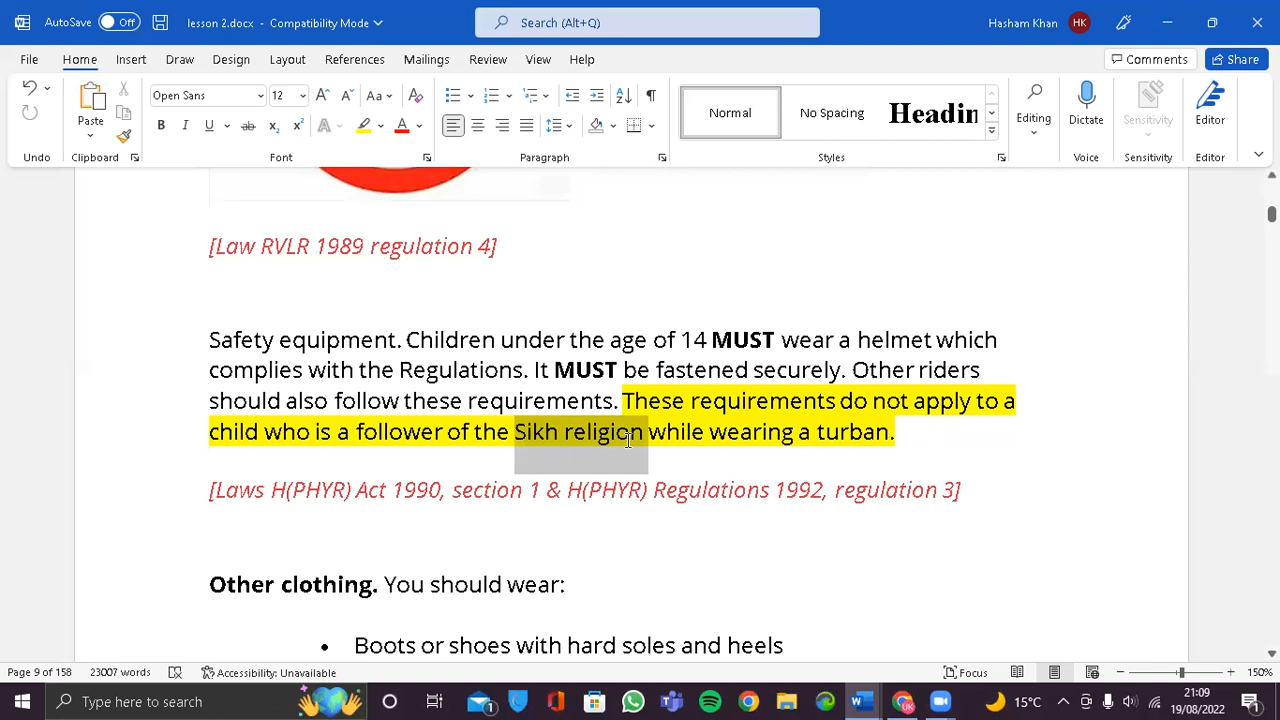 AutoSave Off lesson 2.docx - Compatibility Mode Search (Alt+Q) Hasham Khan HK
File Home Insert Draw Design Layout References Mailings Review View Help Comments Share
Open Sans 12 Aa
Normal No Spacing Headin
Paste Editing Dictate Sensitivity Editor
Undo Clipboard Font Paragraph Styles Voice Sensitivity Editor
[Law RVLR 1989 regulation 4]
Safety equipment. Children under the age of 14 MUST wear a helmet which
complies with the Regulations. It MUST be fastened securely. Other riders
should also follow these requirements. These requirements do not apply to a
child who is a follower of the Sikh religion while wearing a turban.
[Laws H(PHYR) Act 1990, section 1 & H(PHYR) Regulations 1992, regulation 3]
Other clothing. You should wear:
• Boots or shoes with hard soles and heels
Page 9 of 158 23007 words Accessibility: Unavailable Focus 150%
Type here to search 15°C 21:09
19/08/2022